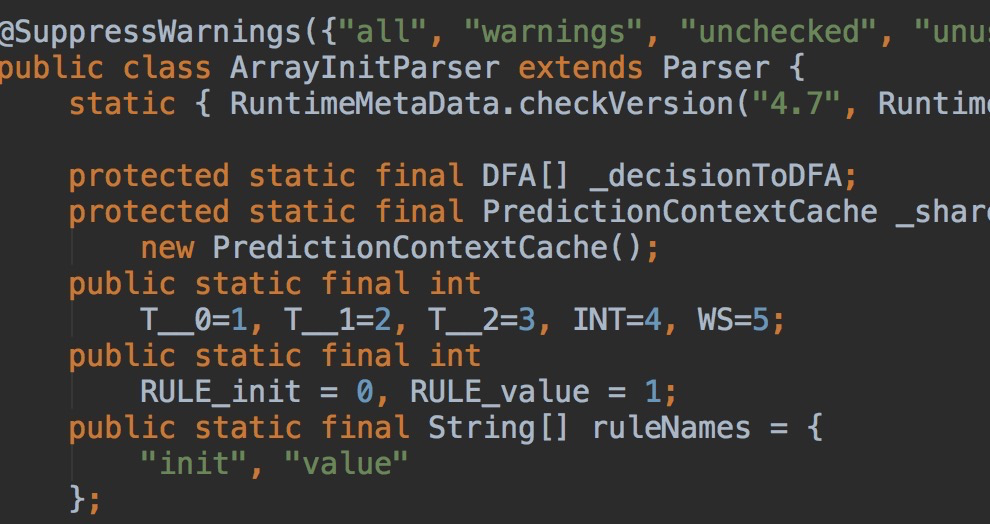 @SuppressWarnings({"all", "warnings", "unchecked", "unus
public class ArrayInitParser extends Parser {
static { RuntimeMetaData.checkVersion("4.7", Runtime
protected static final DFA[] _decisionToDFA;
protected static final PredictionContextCache _share
new PredictionContextCache();
public static final int
T__0=1, T__1=2, T__2=3, INT=4, WS=5;
public static final int
RULE_init = 0, RULE_value = 1;
public static final String[] ruleNames = {
"init", "value"
};